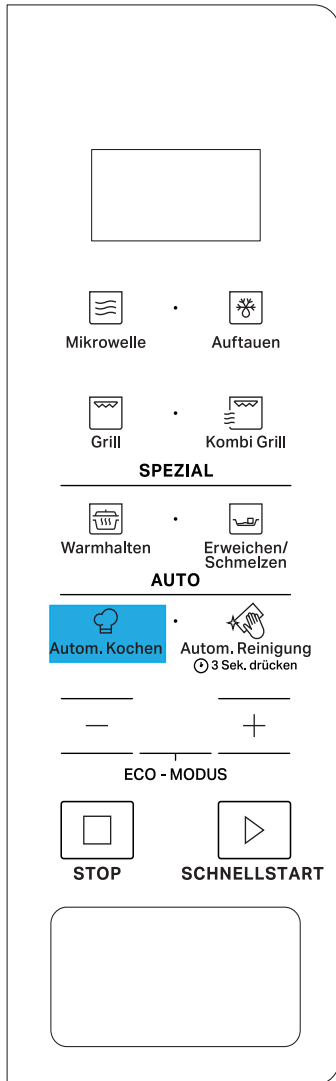 Mikrowelle · Auftauen
Grill · Kombi Grill
SPEZIAL
Warmhalten · Erweichen/
Schmelzen
AUTO
Autom. Kochen · Autom. Reinigung
3 Sek. drücken
− +
ECO - MODUS
STOP SCHNELLSTART